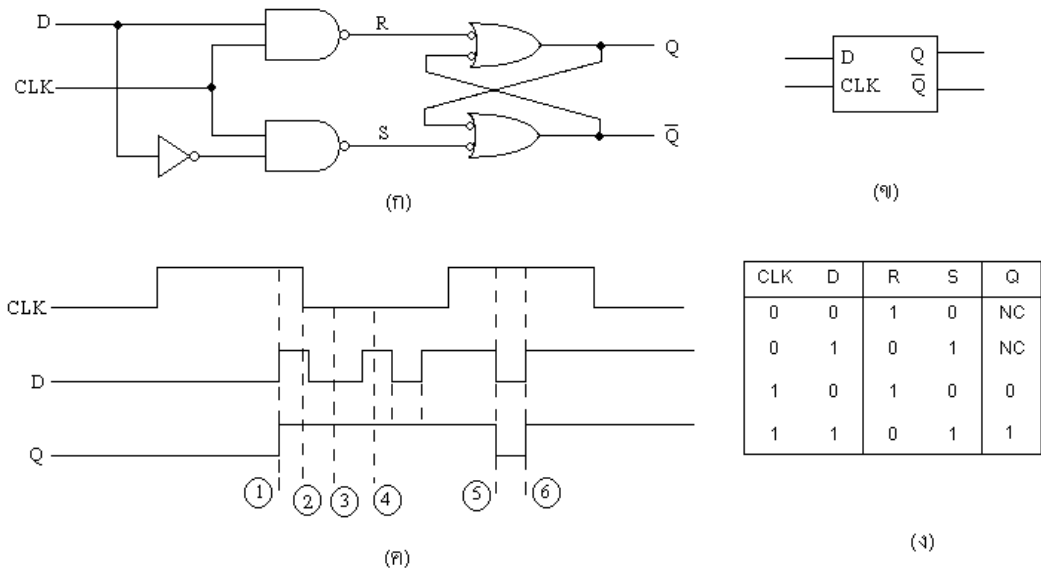 D
R
Q
CLK
S
Q̅
(ก)
D Q
CLK Q̅
(ข)
CLK
D
Q
1 2 3 4 5 6
(ค)
CLK D R S Q
0 0 1 0 NC
0 1 0 1 NC
1 0 1 0 0
1 1 0 1 1
(ง)